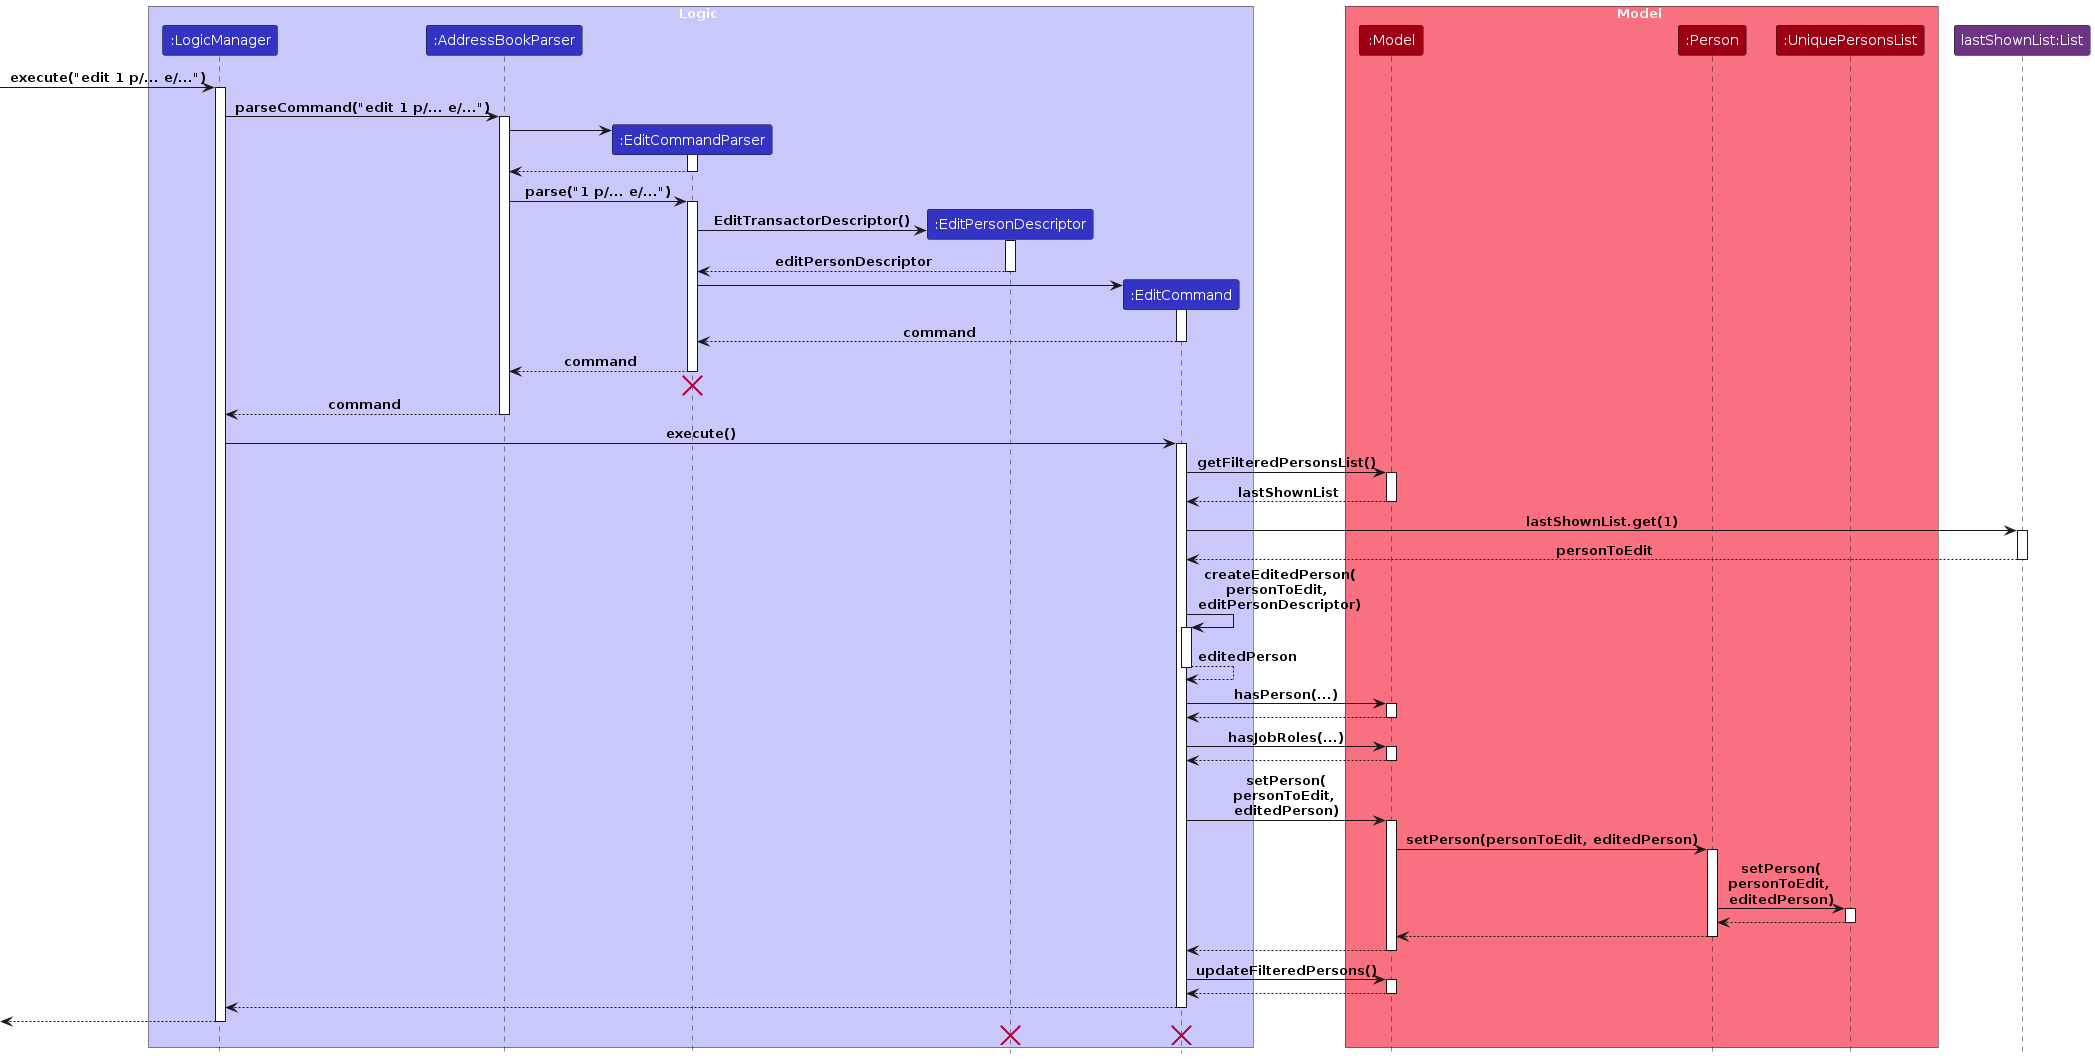 Logic
Model
:LogicManager
:AddressBookParser
:Model
:Person
:UniquePersonsList
lastShownList:List
execute("edit 1 p/... e/...")
parseCommand("edit 1 p/... e/...")
:EditCommandParser
parse("1 p/... e/...")
EditTransactorDescriptor()
:EditPersonDescriptor
editPersonDescriptor
:EditCommand
command
command
command
execute()
getFilteredPersonsList()
lastShownList
lastShownList.get(1)
personToEdit
createEditedPerson(
personToEdit,
editPersonDescriptor)
editedPerson
hasPerson(...)
hasJobRoles(...)
setPerson(
personToEdit,
editedPerson)
setPerson(personToEdit, editedPerson)
setPerson(
personToEdit,
editedPerson)
updateFilteredPersons()